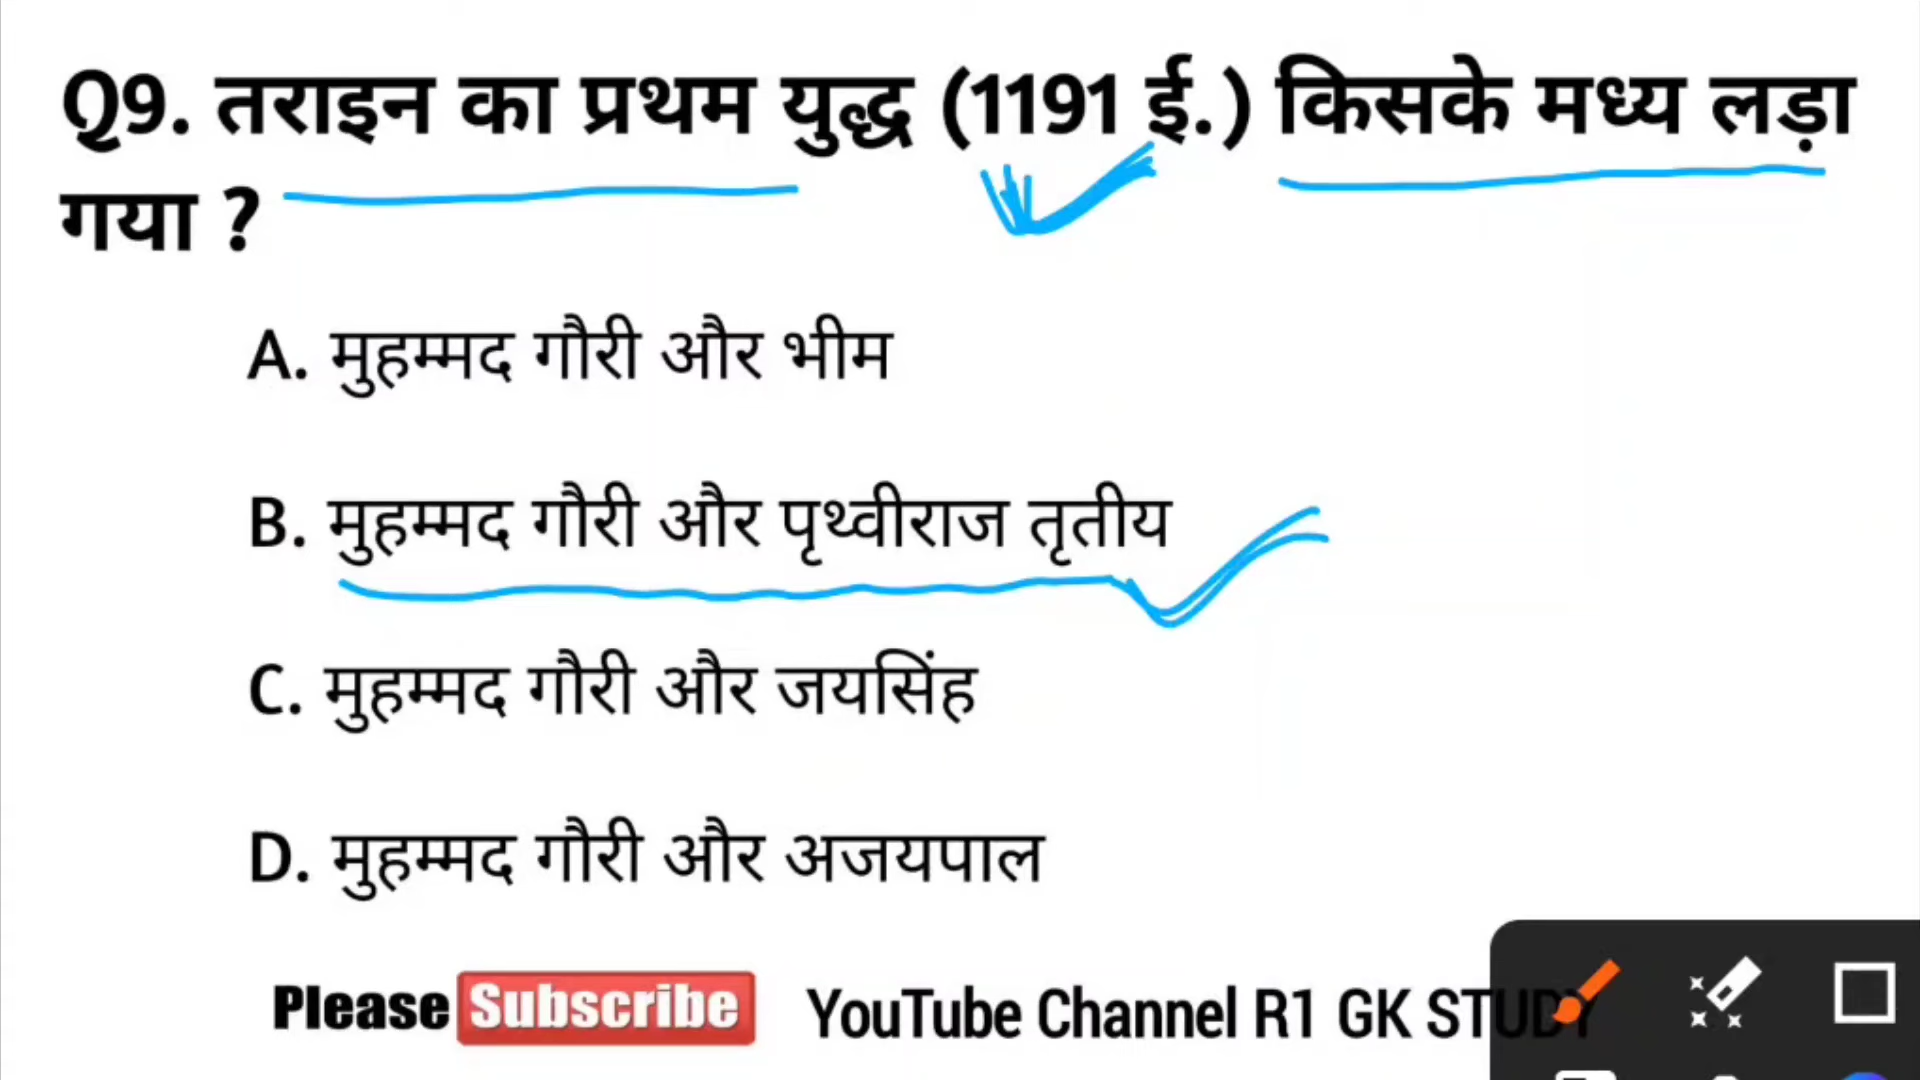 Q9. तराइन का प्रथम युद्ध (1191 ई.) किसके मध्य लड़ा
गया ?
A. मुहम्मद गौरी और भीम
B. मुहम्मद गौरी और पृथ्वीराज तृतीय
C. मुहम्मद गौरी और जयसिंह
D. मुहम्मद गौरी और अजयपाल
Please Subscribe YouTube Channel R1 GK STUDY